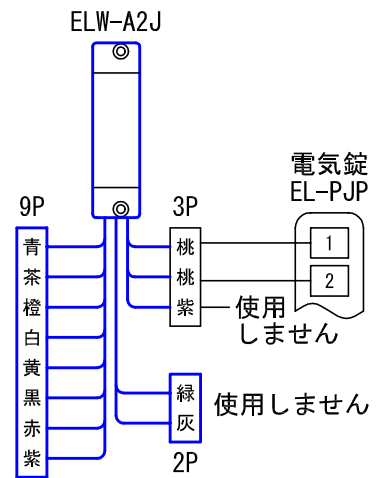 ELW-A2J
電気錠
EL-PJP
9P
3P
青
茶
橙
白
黄
黒
赤
紫
桃
桃
紫
1
2
使用
しません
緑
灰
使用しません
2P